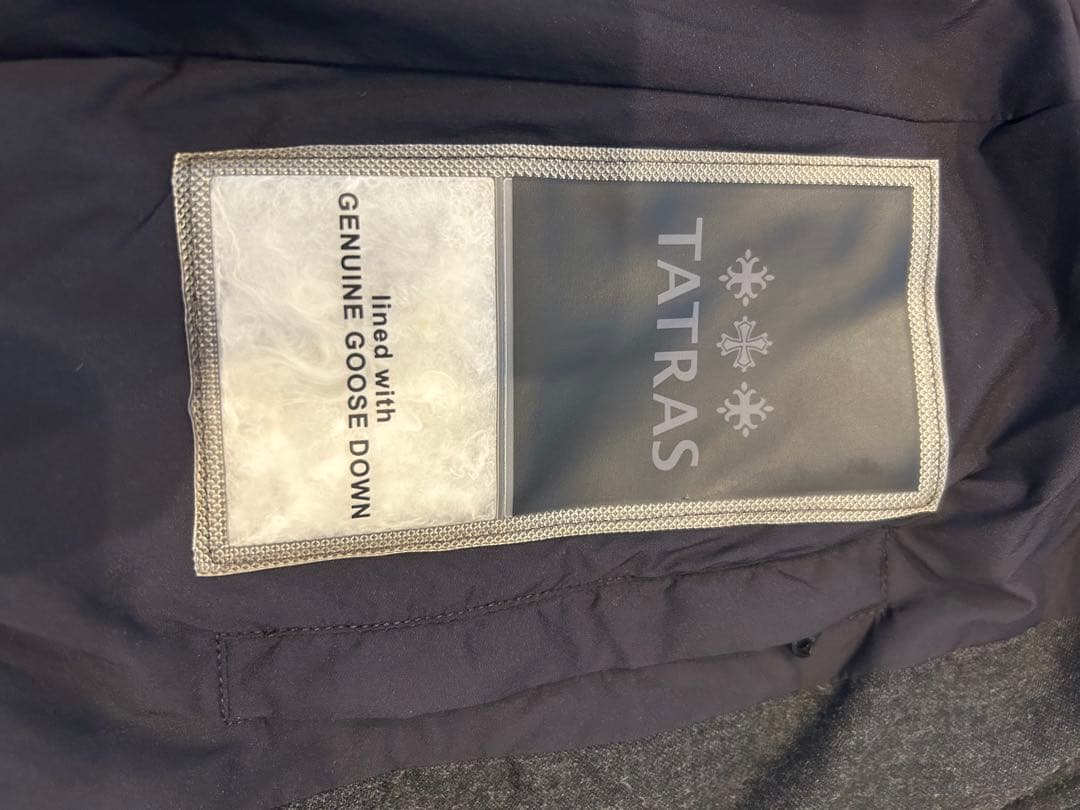 TATRAS
lined with
GENUINE GOOSE DOWN